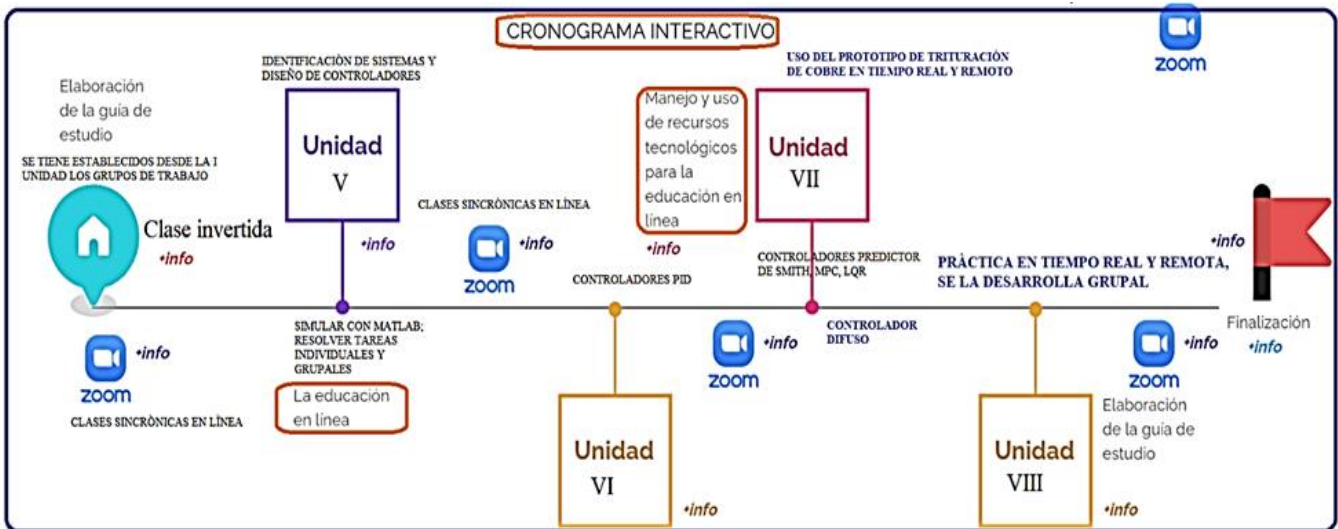 CRONOGRAMA INTERACTIVO
zoom
Elaboración
de la guía de
estudio
SE TIENE ESTABLECIDOS DESDE LA I
UNIDAD LOS GRUPOS DE TRABAJO
Clase invertida
+info
zoom
+info
CLASES SINCRÒNICAS EN LÍNEA
IDENTIFICACIÒN DE SISTEMAS Y
DISEÑO DE CONTROLADORES
Unidad
V
+info
SIMULAR CON MATLAB;
RESOLVER TAREAS
INDIVIDUALES Y
GRUPALES
La educación
en línea
CLASES SINCRÒNICAS EN LÍNEA
+info
zoom
CONTROLADORES PID
Unidad
VI
+info
Manejo y uso
de recursos
tecnológicos
para la
educación en
línea
+info
USO DEL PROTOTIPO DE TRITURACIÓN
DE COBRE EN TIEMPO REAL Y REMOTO
Unidad
VII
CONTROLADORES PREDICTOR
DE SMITH, MPC, LQR
+info
zoom
CONTROLADOR
DIFUSO
PRÀCTICA EN TIEMPO REAL Y REMOTA,
SE LA DESARROLLA GRUPAL
Unidad
VIII
+info
zoom
+info
Elaboración
de la guía de
estudio
+info
Finalización
+info